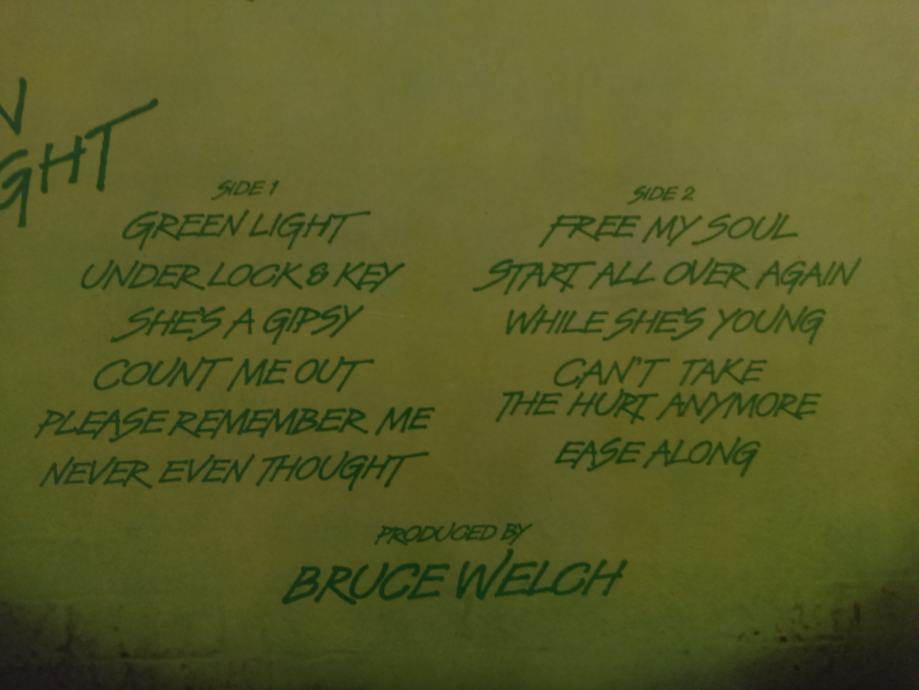 SIDE 1
GREEN LIGHT
UNDER LOCK & KEY
SHE'S A GIPSY
COUNT ME OUT
PLEASE REMEMBER ME
NEVER EVEN THOUGHT
SIDE 2
FREE MY SOUL
START ALL OVER AGAIN
WHILE SHE'S YOUNG
CAN'T TAKE
THE HURT ANYMORE
EASE ALONG
PRODUCED BY
BRUCE WELCH